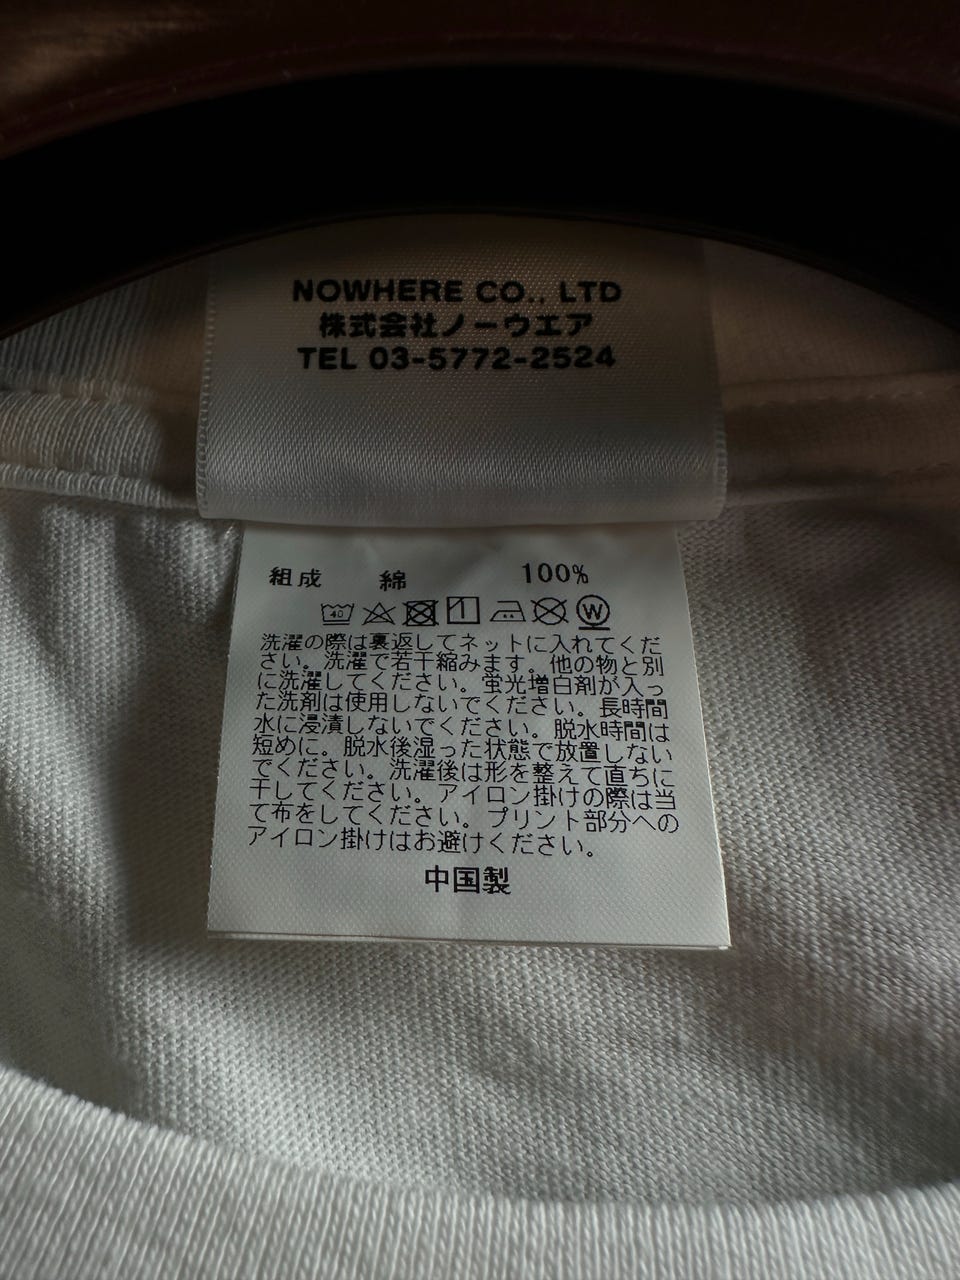 NOWHERE CO., LTD
株式会社ノーウエア
TEL 03-5772-2524
組成 綿 100%
40 W
洗濯の際は裏返してネットに入れてくだ
さい。洗濯で若干縮みます。他の物と別
に洗濯してください。蛍光増白剤が入っ
た洗剤は使用しないでください。長時間
水に浸漬しないでください。脱水時間は
短めに。脱水後湿った状態で放置しない
でください。洗濯後は形を整えて直ちに
干してください。アイロン掛けの際は当
て布をしてください。プリント部分への
アイロン掛けはお避けください。
中国製